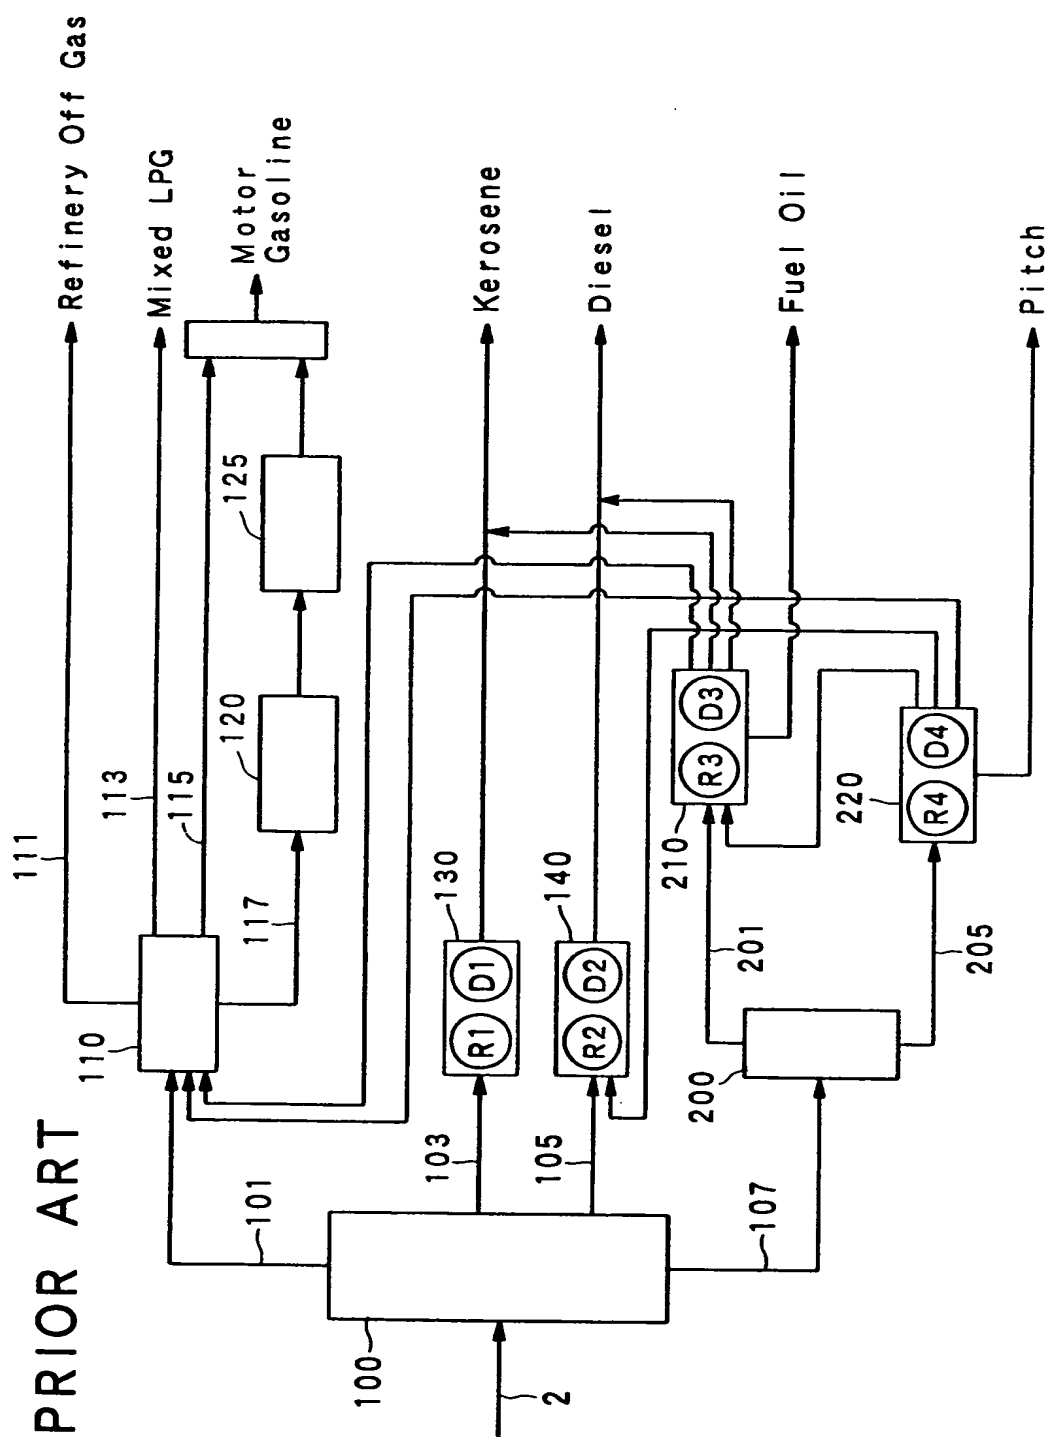 PRIOR ART
111
Refinery Off Gas
113
Mixed LPG
115
Motor
Gasoline
110
117
120
125
101
103
130
R1 D1
Kerosene
100
2
105
140
R2 D2
Diesel
107
200
201
210
R3 D3
Fuel Oil
205
220
R4 D4
Pitch